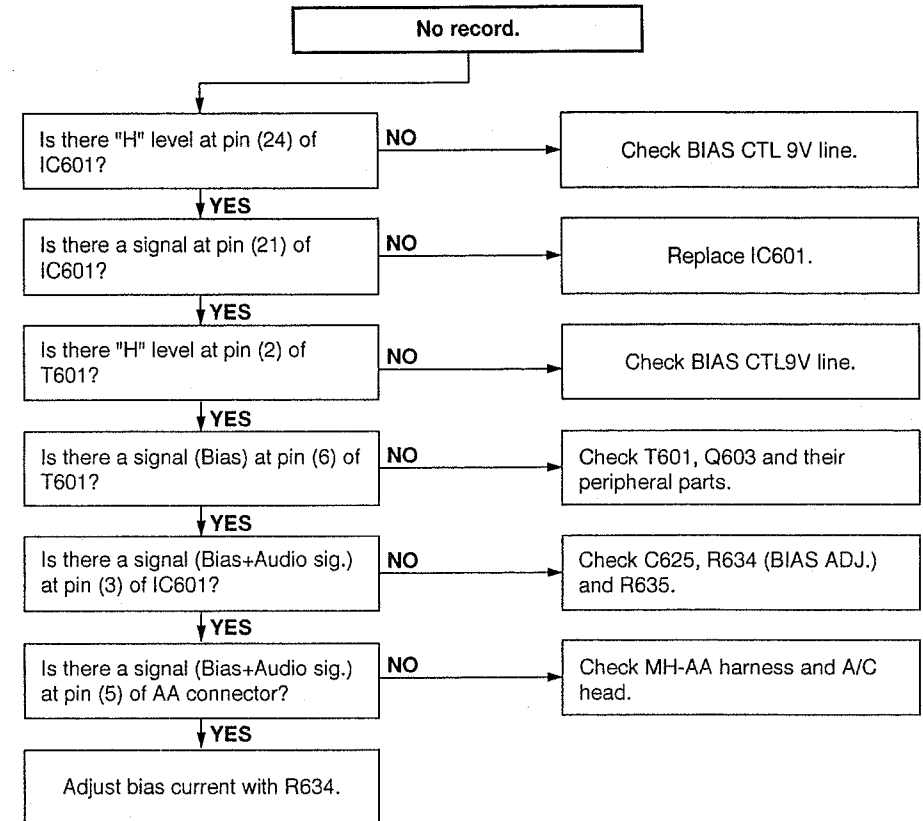 No record.
Is there "H" level at pin (24) of
IC601?
NO
Check BIAS CTL 9V line.
YES
Is there a signal at pin (21) of
IC601?
NO
Replace IC601.
YES
Is there "H" level at pin (2) of
T601?
NO
Check BIAS CTL9V line.
YES
Is there a signal (Bias) at pin (6) of
T601?
NO
Check T601, Q603 and their
peripheral parts.
YES
Is there a signal (Bias+Audio sig.)
at pin (3) of IC601?
NO
Check C625, R634 (BIAS ADJ.)
and R635.
YES
Is there a signal (Bias+Audio sig.)
at pin (5) of AA connector?
NO
Check MH-AA harness and A/C
head.
YES
Adjust bias current with R634.